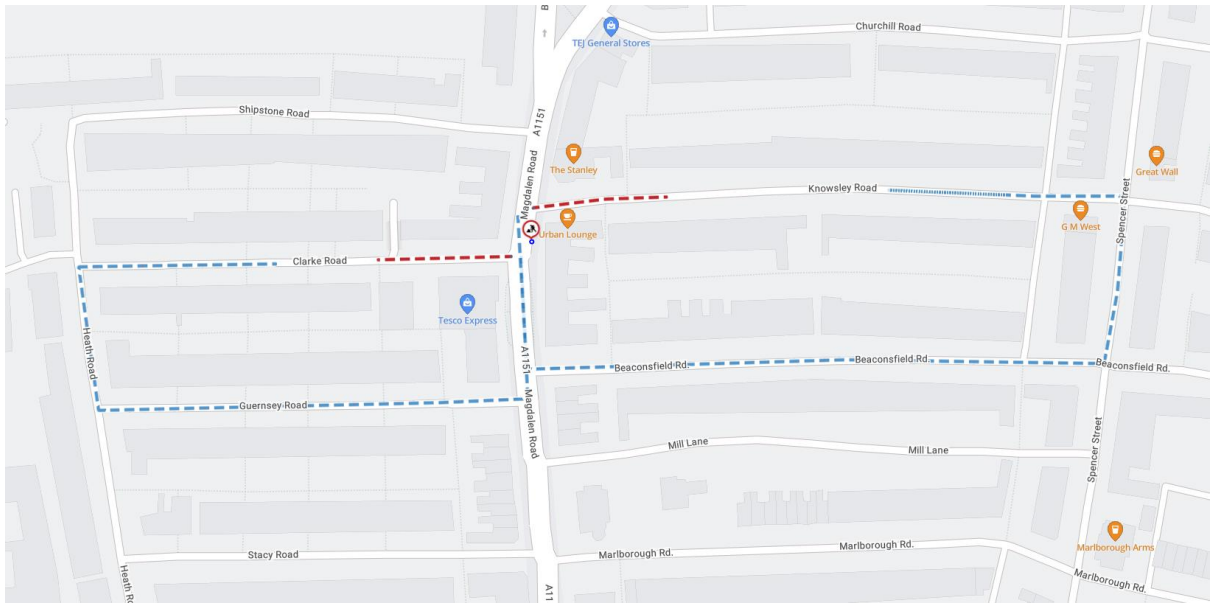 B
Churchill Road
TEJ General Stores
Shipstone Road
A1151
The Stanley
Great Wall
Magdalen Road
Knowsley Road
Spencer Street
Urban Lounge
G M West
Clarke Road
Tesco Express
Heath Road
A1151
Beaconsfield Rd.
Beaconsfield Rd.
Beaconsfield Rd.
Guernsey Road
Magdalen Road
Mill Lane
Mill Lane
Spencer Street
Marlborough Arms
Stacy Road
Marlborough Rd.
Marlborough Rd.
Heath Ro
Marlborough Rd.
A11